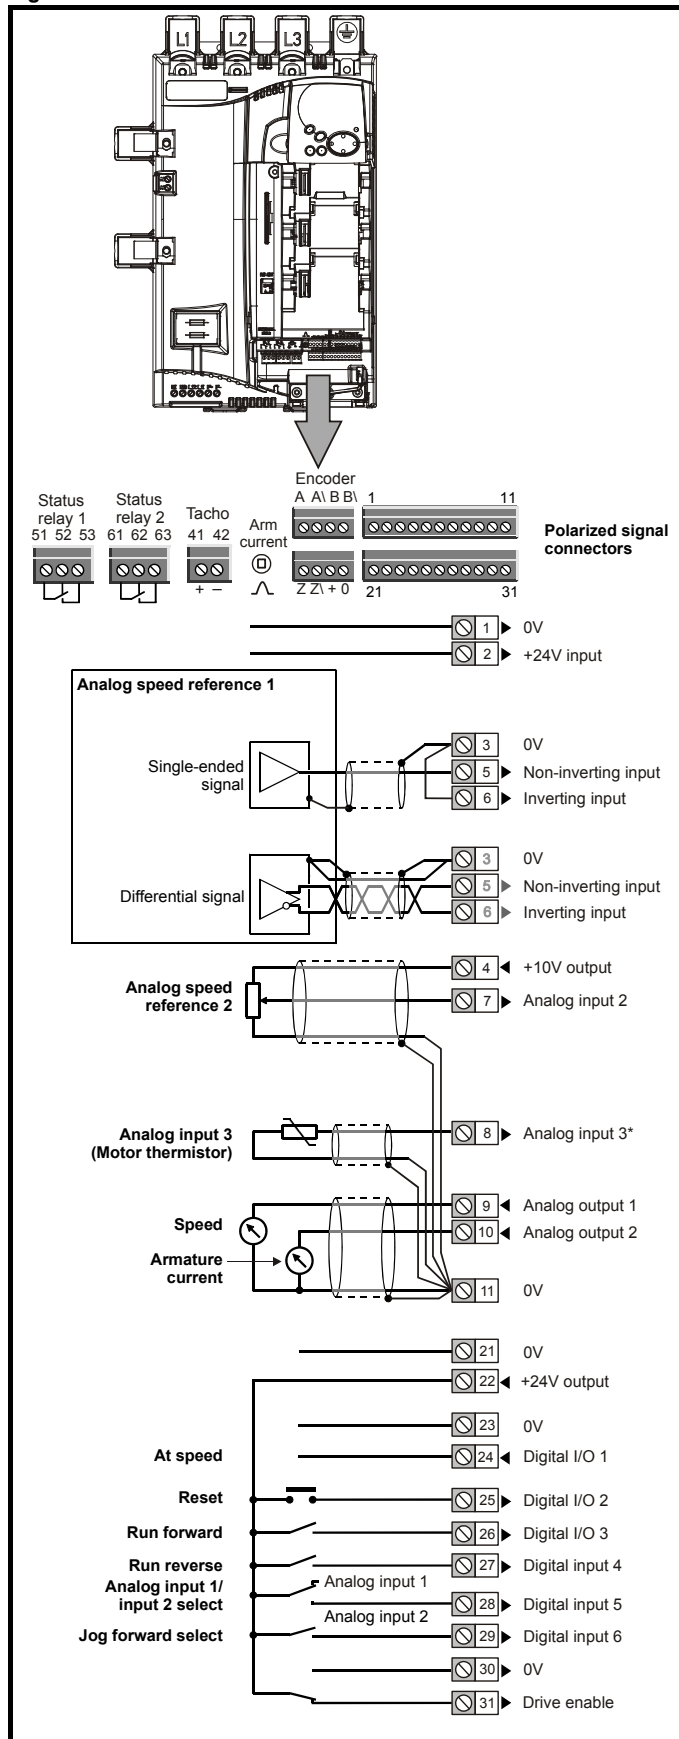 L1 L2 L3
Encoder
A A\ B B\ 1 11
Status relay 1
51 52 53
Status relay 2
61 62 63
Tacho
41 42
+ –
Arm current
Z Z\ + 0
21 31
Polarized signal connectors
1 0V
2 +24V input
Analog speed reference 1
Single-ended signal
3 0V
5 Non-inverting input
6 Inverting input
Differential signal
3 0V
5 Non-inverting input
6 Inverting input
Analog speed reference 2
4 +10V output
7 Analog input 2
Analog input 3
(Motor thermistor)
8 Analog input 3*
Speed
9 Analog output 1
10 Analog output 2
Armature current
11 0V
21 0V
22 +24V output
23 0V
At speed
24 Digital I/O 1
Reset
25 Digital I/O 2
Run forward
26 Digital I/O 3
Run reverse
27 Digital input 4
Analog input 1/
input 2 select
Analog input 1
28 Digital input 5
Analog input 2
Jog forward select
29 Digital input 6
30 0V
31 Drive enable